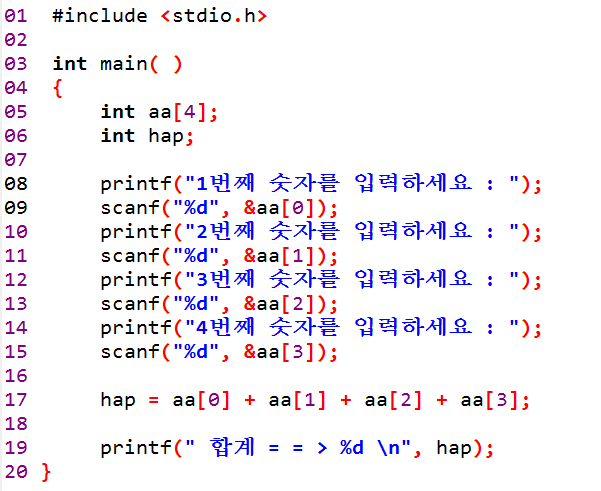 01 #include <stdio.h>
02
03 int main( )
04 {
05 int aa[4];
06 int hap;
07
08 printf("1번째 숫자를 입력하세요 : ");
09 scanf("%d", &aa[0]);
10 printf("2번째 숫자를 입력하세요 : ");
11 scanf("%d", &aa[1]);
12 printf("3번째 숫자를 입력하세요 : ");
13 scanf("%d", &aa[2]);
14 printf("4번째 숫자를 입력하세요 : ");
15 scanf("%d", &aa[3]);
16
17 hap = aa[0] + aa[1] + aa[2] + aa[3];
18
19 printf(" 합계 = = > %d \n", hap);
20 }